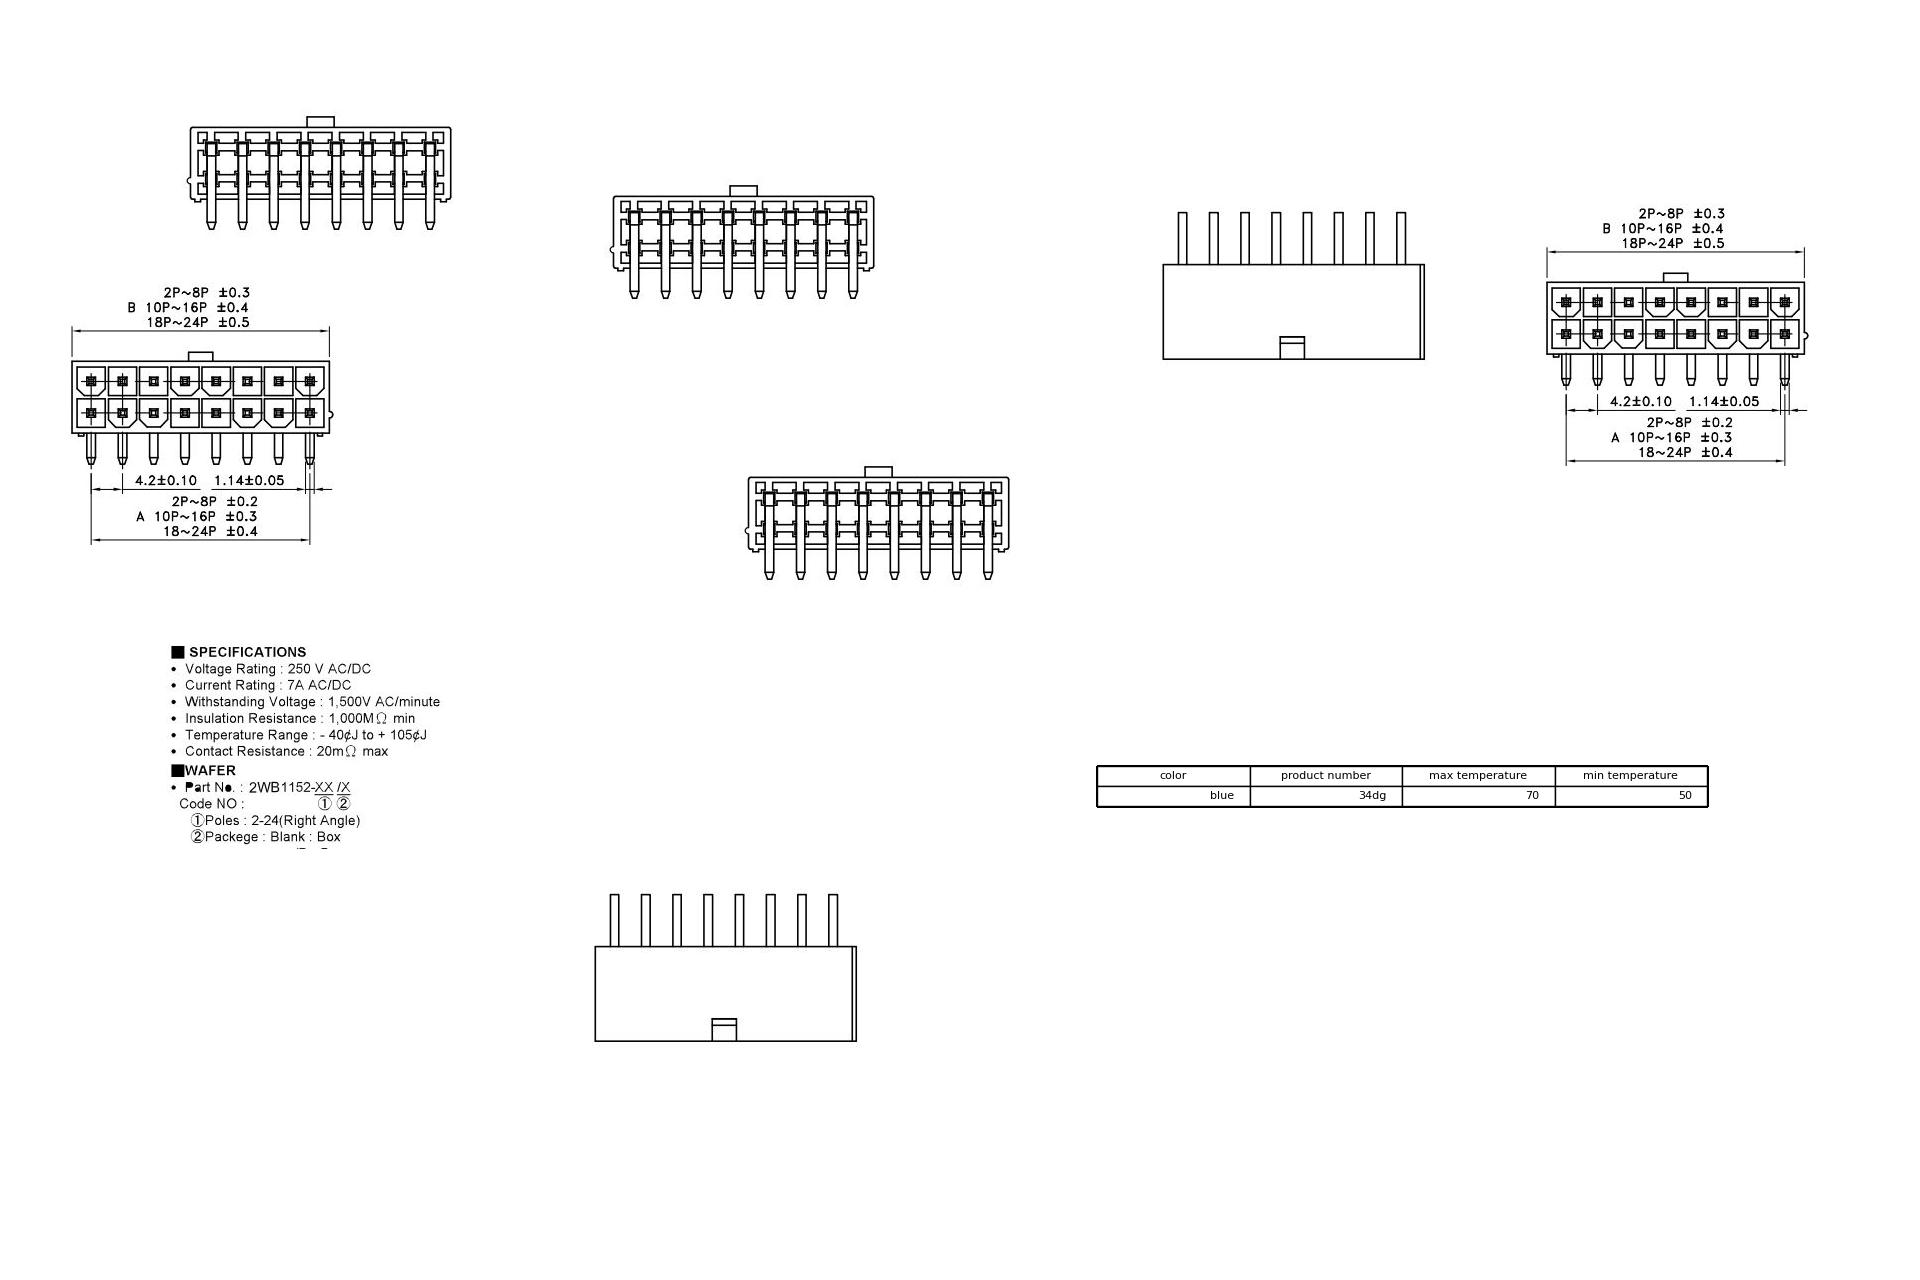 2P~8P ±0.3
B 10P~16P ±0.4
18P~24P ±0.5
4.2±0.10 1.14±0.05
2P~8P ±0.2
A 10P~16P ±0.3
18~24P ±0.4
2P~8P ±0.3
B 10P~16P ±0.4
18P~24P ±0.5
4.2±0.10 1.14±0.05
2P~8P ±0.2
A 10P~16P ±0.3
18~24P ±0.4
■ SPECIFICATIONS
• Voltage Rating : 250 V AC/DC
• Current Rating : 7A AC/DC
• Withstanding Voltage : 1,500V AC/minute
• Insulation Resistance : 1,000MΩ min
• Temperature Range : - 40¢J to + 105¢J
• Contact Resistance : 20mΩ max
■WAFER
• Part No. : 2WB1152-XX /X
Code NO : ① ②
①Poles : 2-24(Right Angle)
②Packege : Blank : Box
color product number max temperature min temperature
blue 34dg 70 50